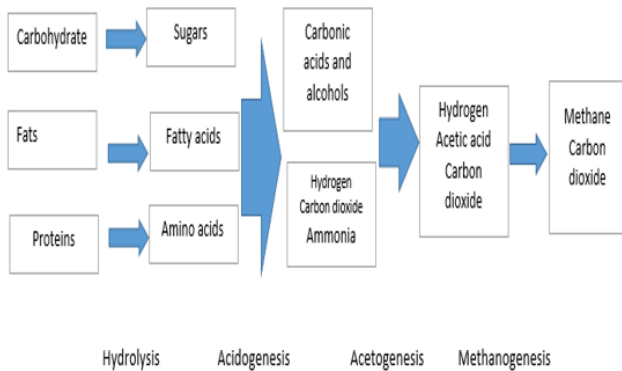 Carbohydrate
Sugars
Carbonic
acids and
alcohols
Fats
Fatty acids
Hydrogen
Acetic acid
Carbon
dioxide
Methane
Carbon
dioxide
Proteins
Amino acids
Hydrogen
Carbon dioxide
Ammonia
Hydrolysis
Acidogenesis
Acetogenesis
Methanogenesis